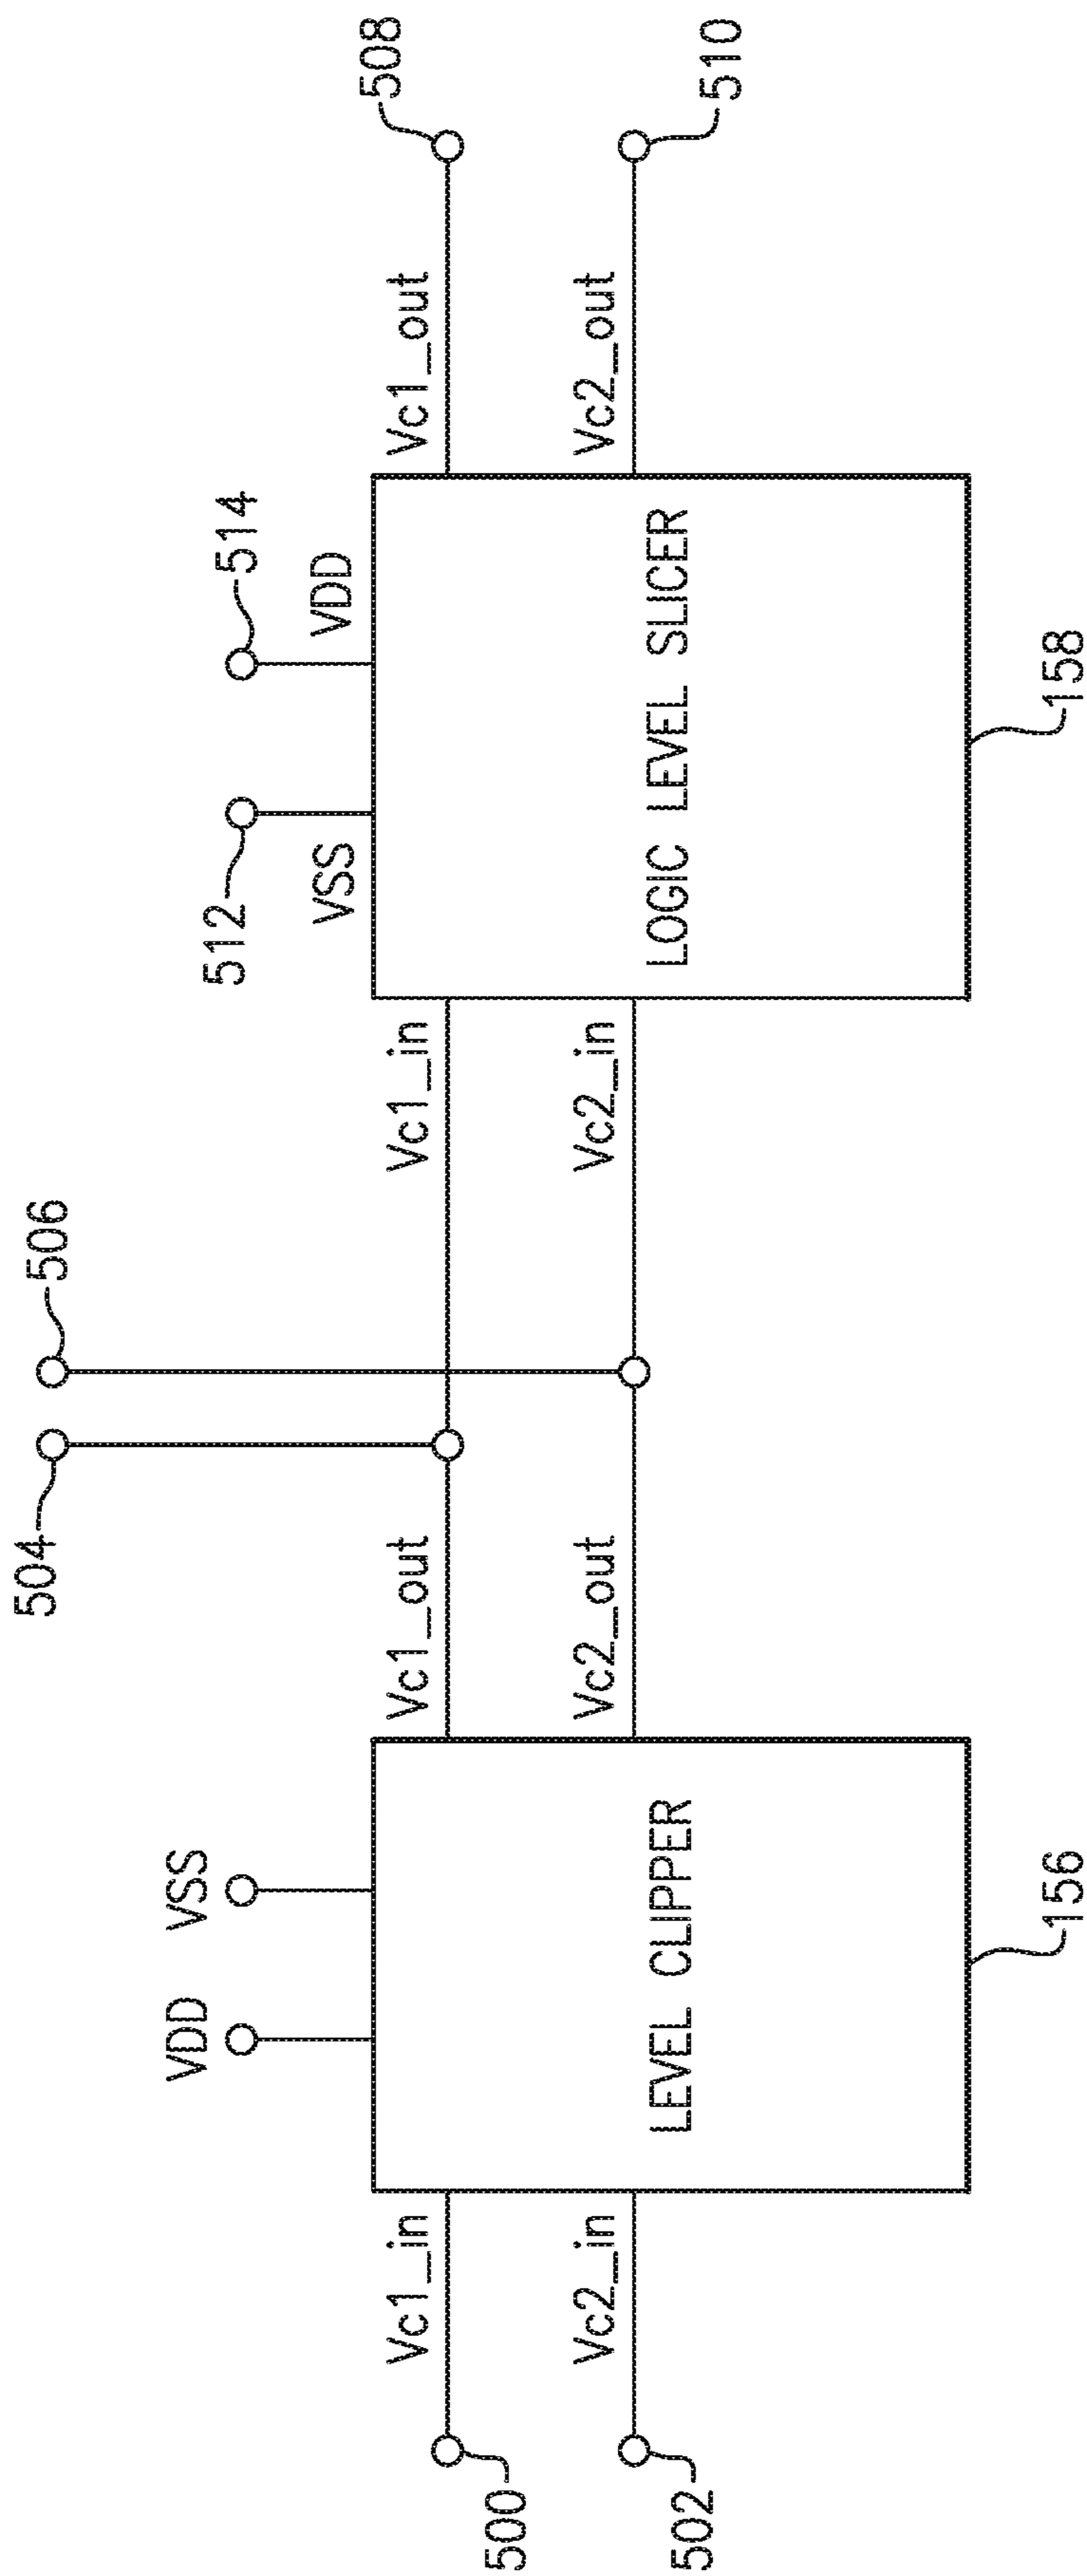 504
506
VDD
VSS
512
514
VSS
VDD
508
Vc1_in
Vc1_out
Vc1_in
Vc1_out
500
Vc2_in
Vc2_out
Vc2_in
Vc2_out
510
502
LEVEL CLIPPER
LOGIC LEVEL SLICER
156
158